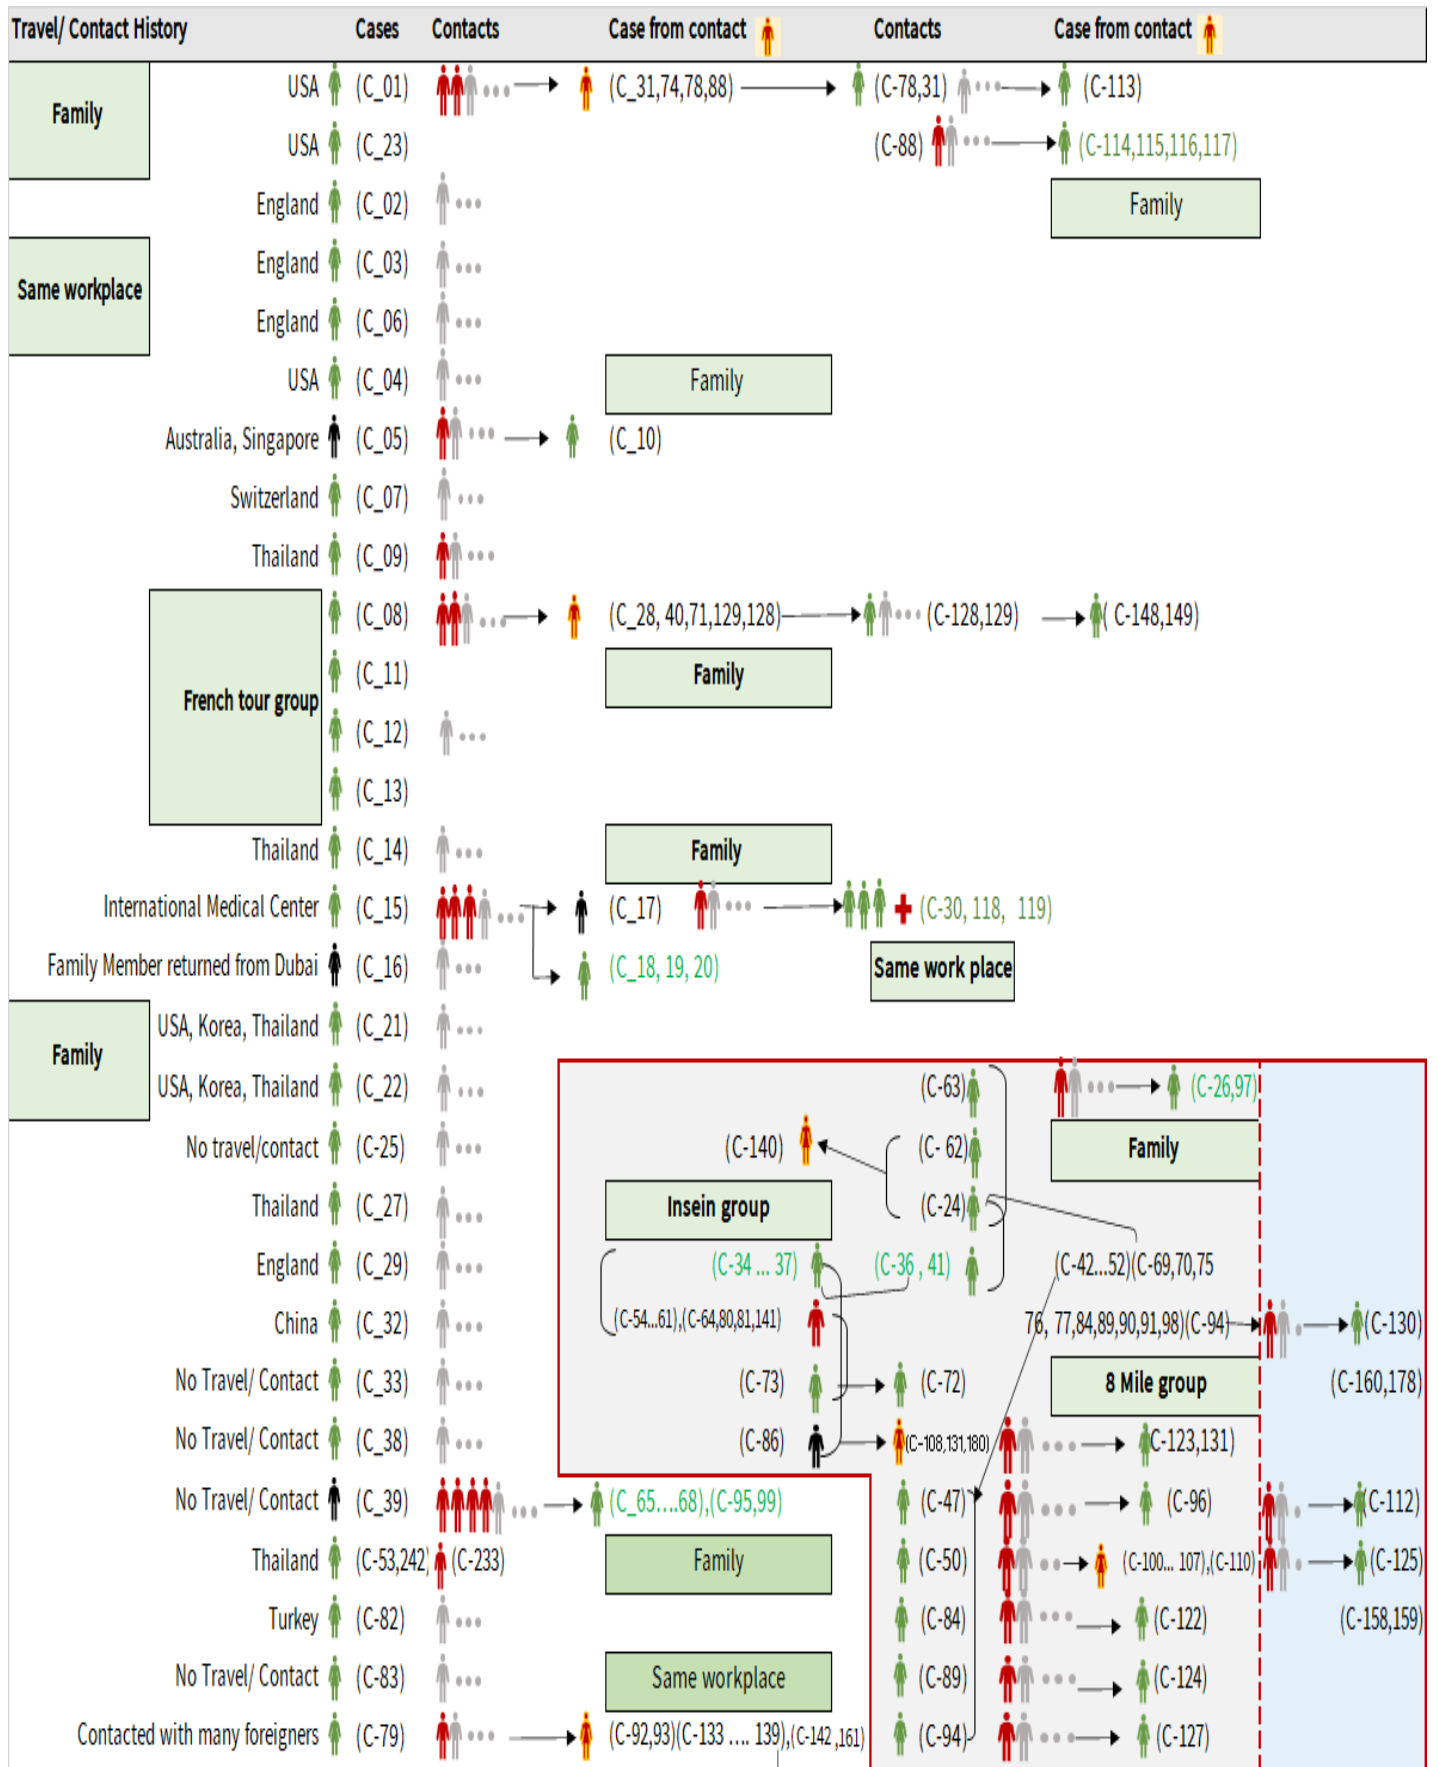 Travel/ Contact History Cases Contacts Case from contact Contacts Case from contact
Family
USA (C_01) (C_31,74,78,88) (C-78,31) (C-113)
USA (C_23) (C-88) (C-114,115,116,117)
England (C_02) Family
Same workplace
England (C_03)
England (C_06)
USA (C_04) Family
Australia, Singapore (C_05) (C_10)
Switzerland (C_07)
Thailand (C_09)
French tour group
(C_08) (C_28, 40,71,129,128) (C-128,129) ( C-148,149)
(C_11) Family
(C_12)
(C_13)
Thailand (C_14) Family
International Medical Center (C_15) (C_17) (C-30, 118, 119)
Family Member returned from Dubai (C_16) (C_18, 19, 20) Same work place
Family
USA, Korea, Thailand (C_21)
USA, Korea, Thailand (C_22) (C-63) (C-26,97)
No travel/contact (C-25) (C-140) (C- 62) Family
Thailand (C_27) Insein group (C-24)
England (C_29) (C-34 ... 37) (C-36 , 41) (C-42...52)(C-69,70,75
China (C_32) (C-54...61),(C-64,80,81,141) 76, 77,84,89,90,91,98)(C-94) (C-130)
No Travel/ Contact (C_33) (C-73) (C-72) 8 Mile group (C-160,178)
No Travel/ Contact (C_38) (C-86) (C-108,131,180) C-123,131)
No Travel/ Contact (C_39) (C_65....68),(C-95,99) (C-47) (C-96) (C-112)
Thailand (C-53,242) (C-233) Family (C-50) (C-100... 107),(C-110) (C-125)
Turkey (C-82) (C-84) (C-122) (C-158,159)
No Travel/ Contact (C-83) Same workplace (C-89) (C-124)
Contacted with many foreigners (C-79) (C-92,93)(C-133 .... 139),(C-142 ,161) (C-94) (C-127)